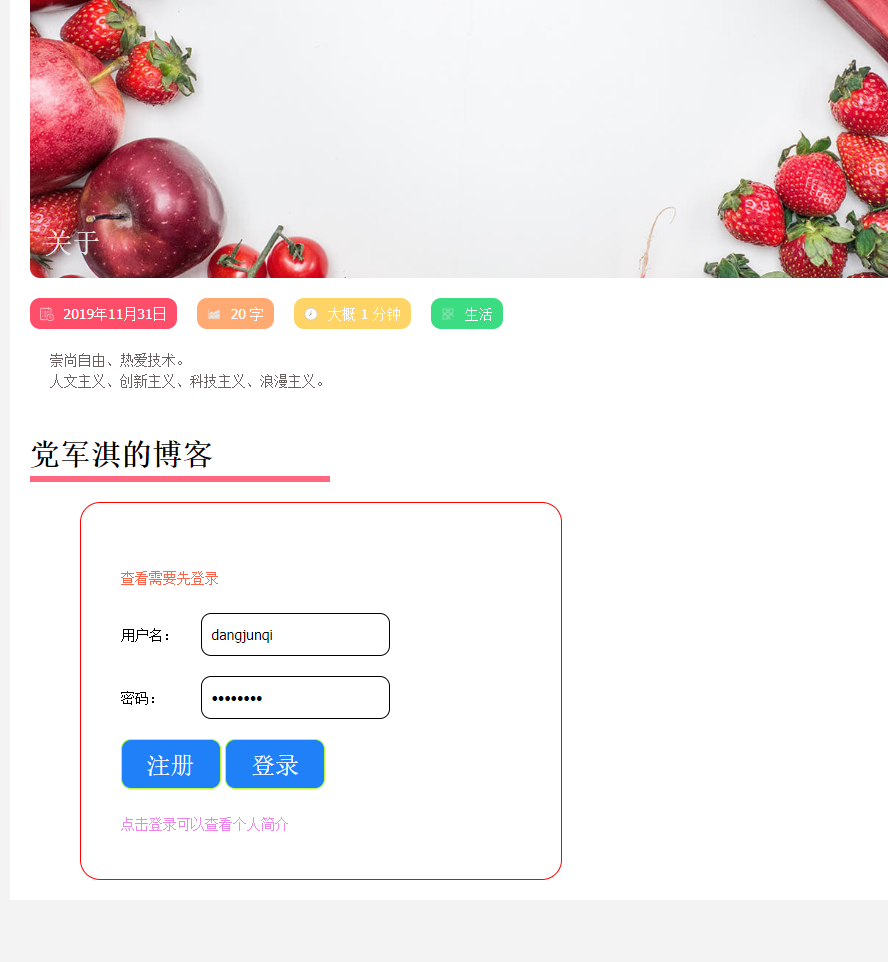 关于
2019年11月31日 20 字 大概 1 分钟 生活
崇尚自由、热爱技术。
人文主义、创新主义、科技主义、浪漫主义。
党军淇的博客
查看需要先登录
用户名： dangjunqi
密码： ••••••••
注册 登录
点击登录可以查看个人简介